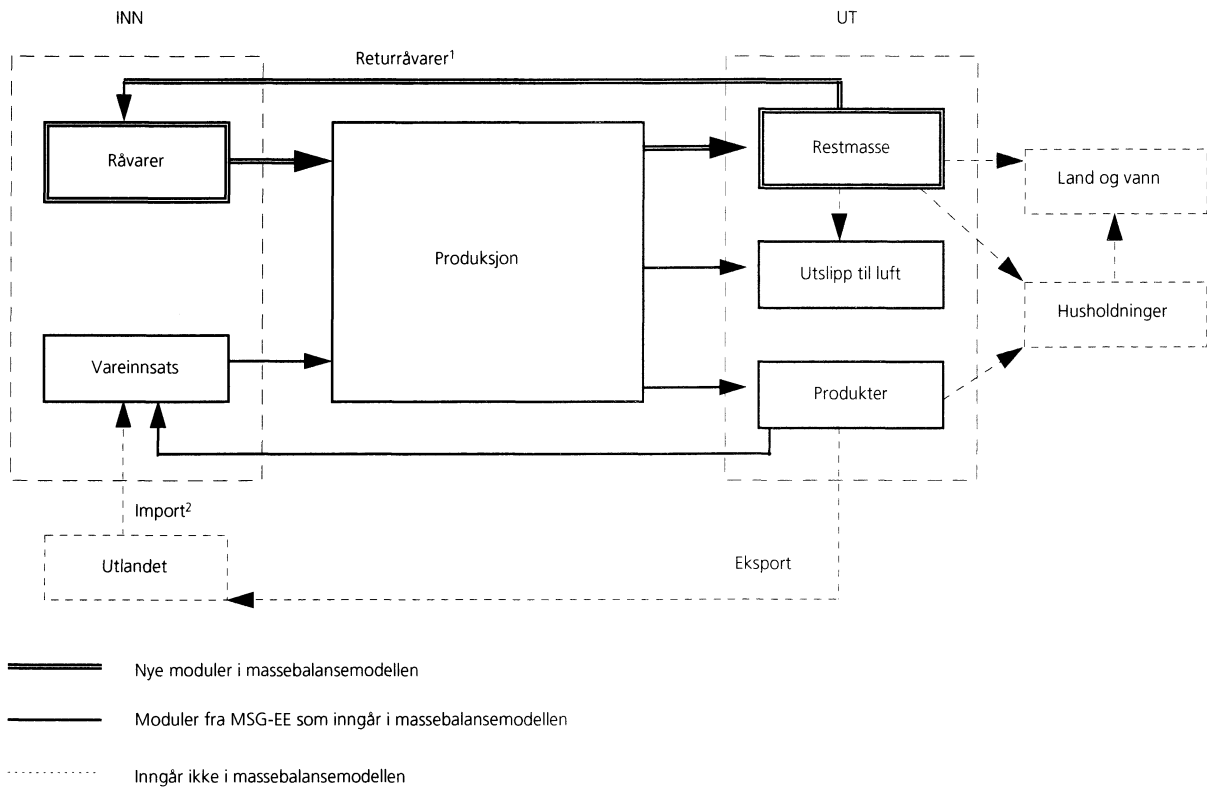 INN
UT
Returråvarer¹
Råvarer
Restmasse
Land og vann
Produksjon
Utslipp til luft
Husholdninger
Vareinnsats
Produkter
Import²
Utlandet
Eksport
Nye moduler i massebalansemodellen
Moduler fra MSG-EE som inngår i massebalansemodellen
Inngår ikke i massebalansemodellen